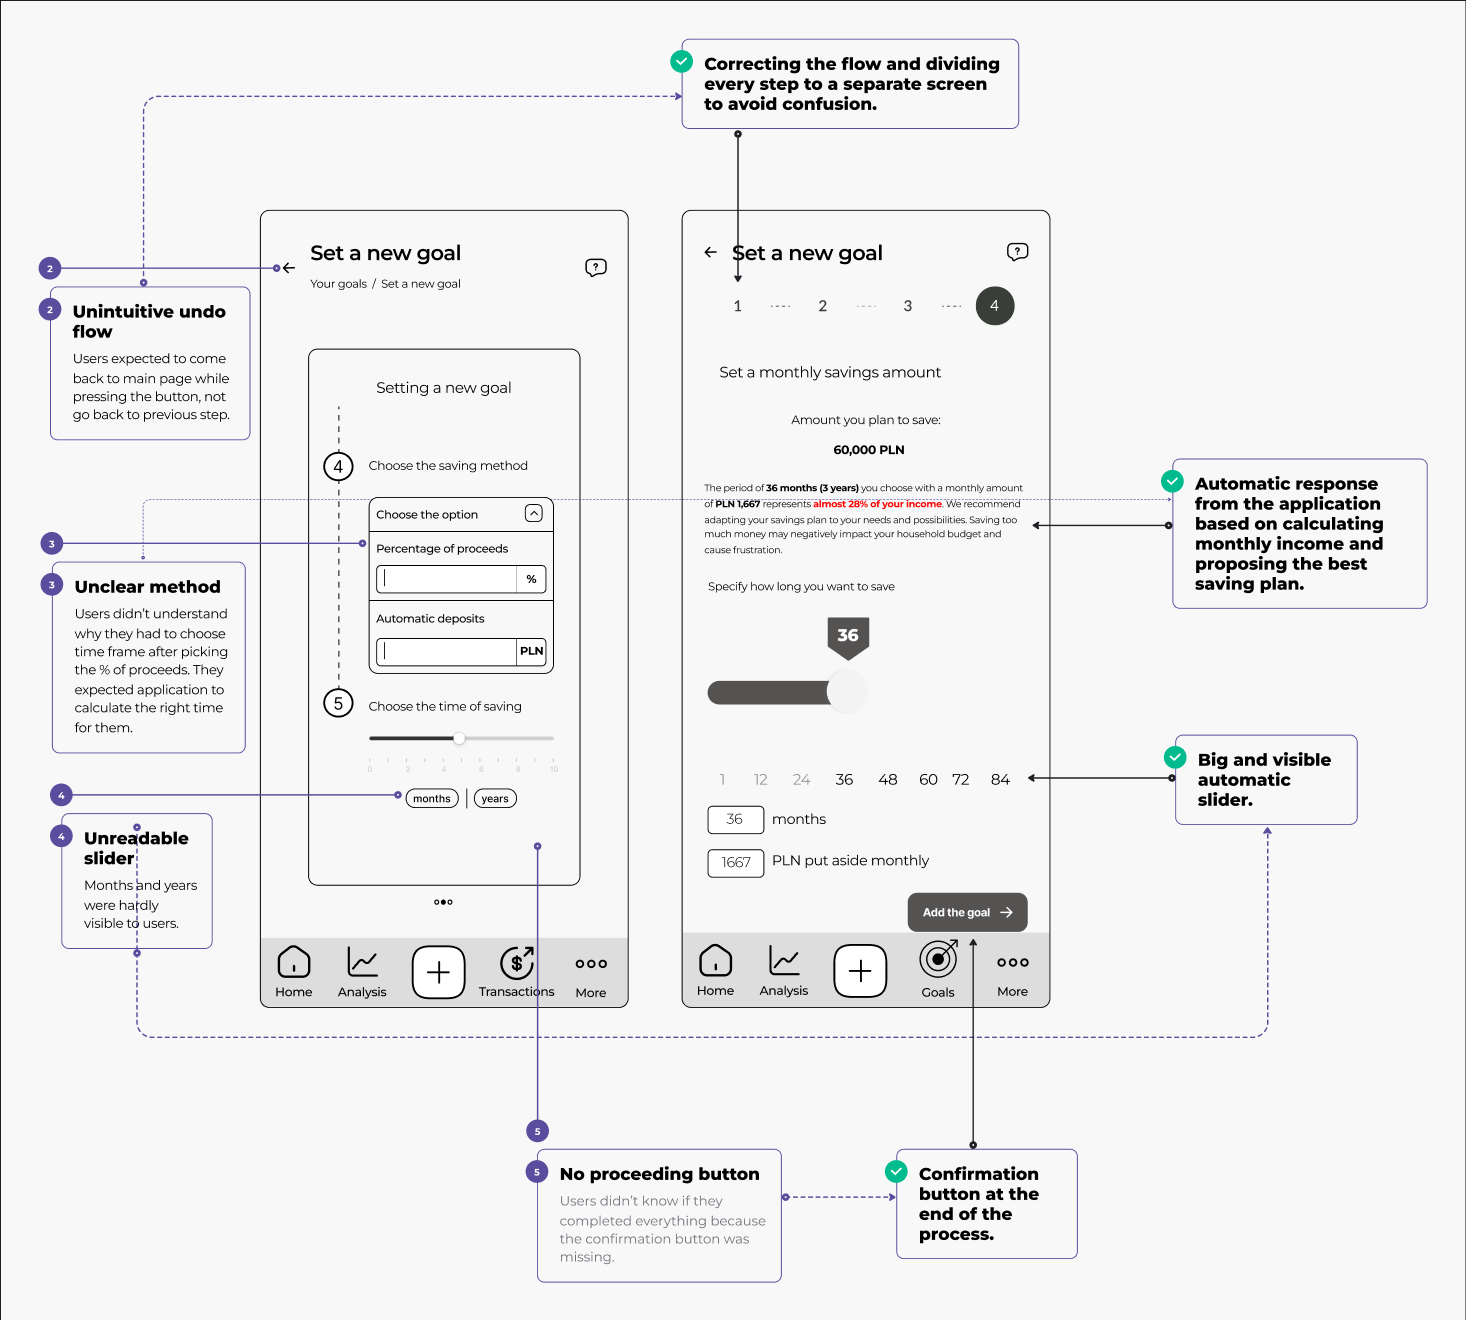 Correcting the flow and dividing
every step to a separate screen
to avoid confusion.
2
2
Unintuitive undo
flow
Users expected to come
back to main page while
pressing the button, not
go back to previous step.
3
3
Unclear method
Users didn't understand
why they had to choose
time frame after picking
the % of proceeds. They
expected application to
calculate the right time
for them.
4
4
Unreadable
slider
Months and years
were hardly
visible to users.
Set a new goal
?
Your goals / Set a new goal
Setting a new goal
4
Choose the saving method
Choose the option
Percentage of proceeds
%
Automatic deposits
PLN
5
Choose the time of saving
0 2 4 6 8 10
months years
Home Analysis $ Transactions More
Set a new goal
?
1 2 3 4
Set a monthly savings amount
Amount you plan to save:
60,000 PLN
The period of 36 months (3 years) you choose with a monthly amount
of PLN 1,667 represents almost 28% of your income. We recommend
adapting your savings plan to your needs and possibilities. Saving too
much money may negatively impact your household budget and
cause frustration.
Specify how long you want to save
36
1 12 24 36 48 60 72 84
36 months
1667 PLN put aside monthly
Add the goal
Home Analysis Goals More
Automatic response
from the application
based on calculating
monthly income and
proposing the best
saving plan.
Big and visible
automatic
slider.
5
5
No proceeding button
Users didn't know if they
completed everything because
the confirmation button was
missing.
Confirmation
button at the
end of the
process.